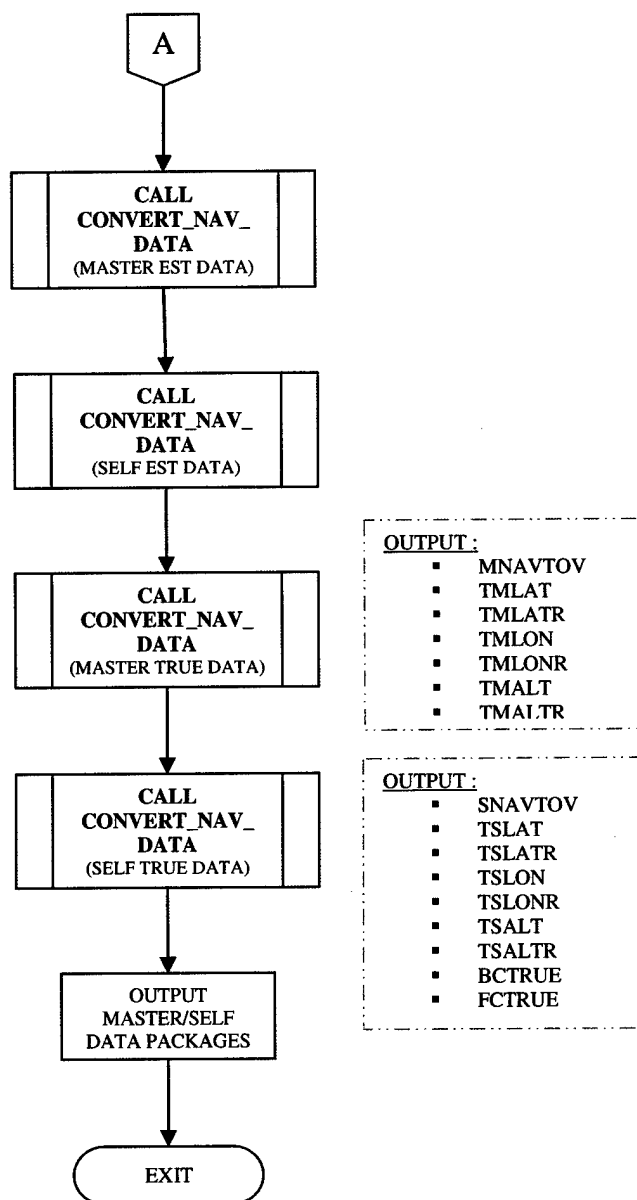 A
CALL
CONVERT_NAV_
DATA
(MASTER EST DATA)
CALL
CONVERT_NAV_
DATA
(SELF EST DATA)
CALL
CONVERT_NAV_
DATA
(MASTER TRUE DATA)
OUTPUT :
▪ MNAVTOV
▪ TMLAT
▪ TMLATR
▪ TMLON
▪ TMLONR
▪ TMALT
▪ TMALTR
CALL
CONVERT_NAV_
DATA
(SELF TRUE DATA)
OUTPUT :
▪ SNAVTOV
▪ TSLAT
▪ TSLATR
▪ TSLON
▪ TSLONR
▪ TSALT
▪ TSALTR
▪ BCTRUE
▪ FCTRUE
OUTPUT
MASTER/SELF
DATA PACKAGES
EXIT